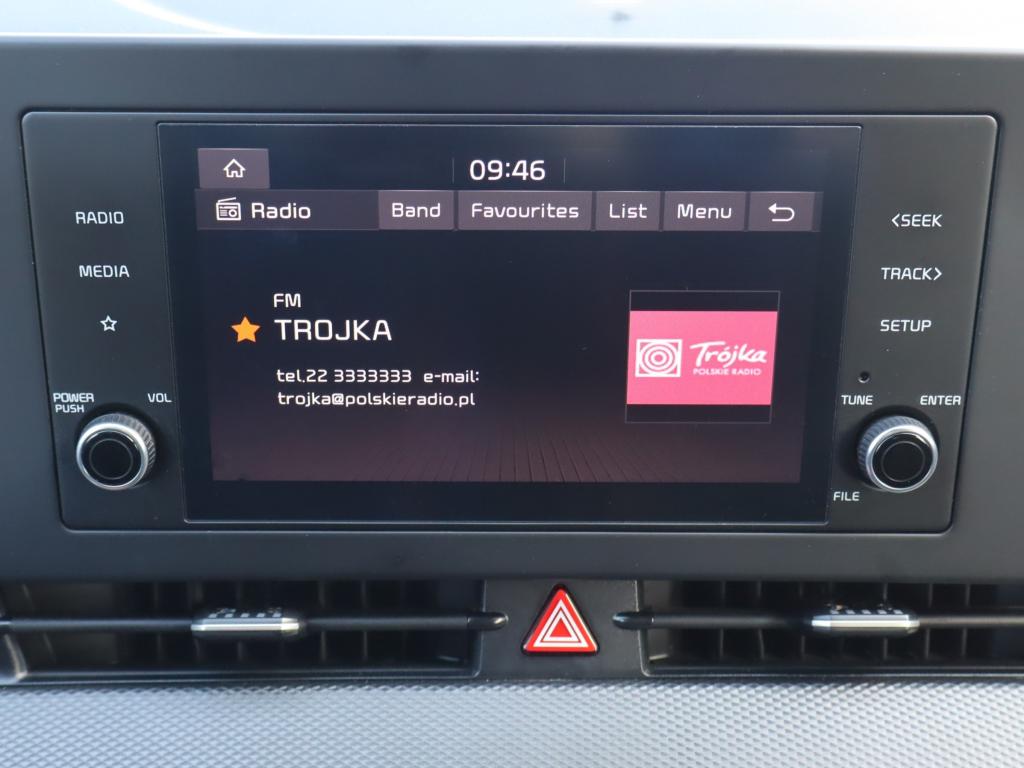 09:46
Radio Band Favourites List Menu
RADIO
MEDIA
<SEEK
TRACK>
SETUP
FM
TROJKA
tel.22 3333333 e-mail:
trojka@polskieradio.pl
Trójka
POLSKIE RADIO
POWER
PUSH
VOL
TUNE
ENTER
FILE